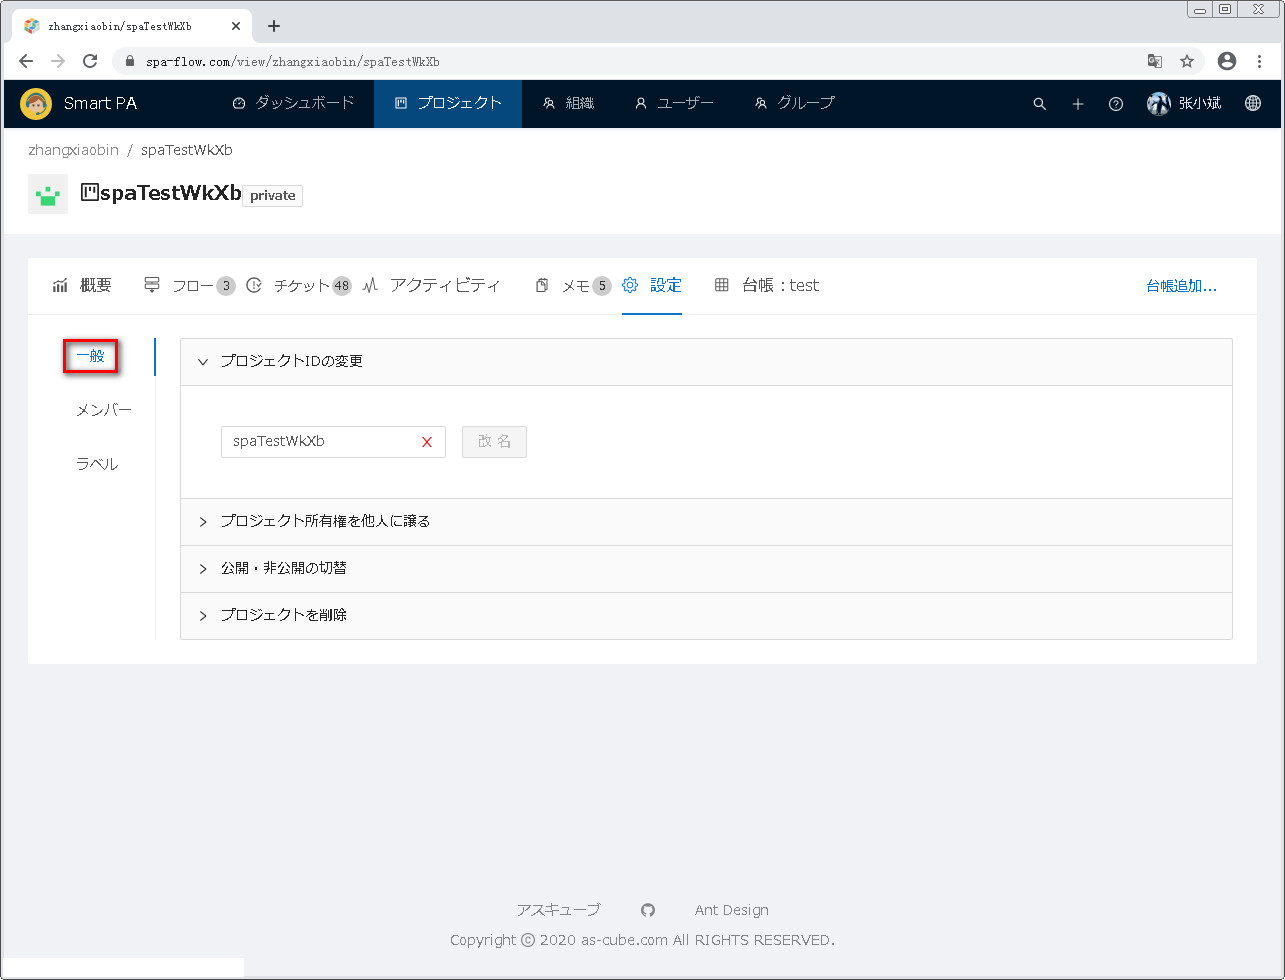 zhangxiaobin/spaTestWkXb
spa-flow.com/view/zhangxiaobin/spaTestWkXb
Smart PA ダッシュボード プロジェクト 組織 ユーザー グループ 张小斌
zhangxiaobin / spaTestWkXb
spaTestWkXb private
概要 フロー 3 チケット 48 アクティビティ メモ 5 設定 台帳：test 台帳追加...
一般
メンバー
ラベル
プロジェクトIDの変更
spaTestWkXb 改 名
プロジェクト所有権を他人に譲る
公開・非公開の切替
プロジェクトを削除
アスキューブ Ant Design
Copyright © 2020 as-cube.com All RIGHTS RESERVED.